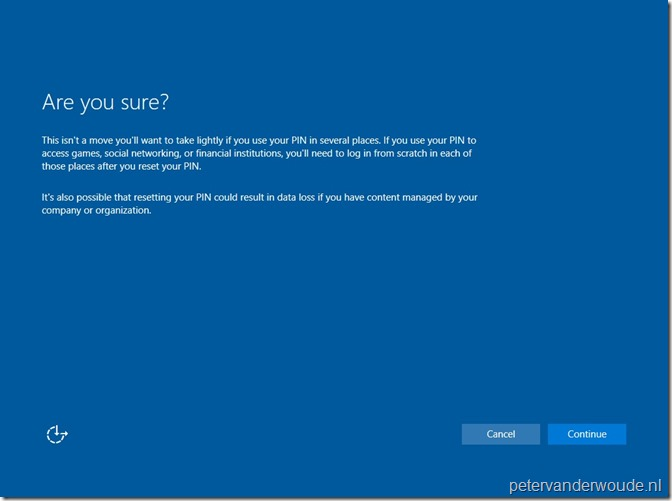 Are you sure?
This isn't a move you'll want to take lightly if you use your PIN in several places. If you use your PIN to
access games, social networking, or financial institutions, you'll need to log in from scratch in each of
those places after you reset your PIN.
It's also possible that resetting your PIN could result in data loss if you have content managed by your
company or organization.
Cancel
Continue
petervanderwoude.nl